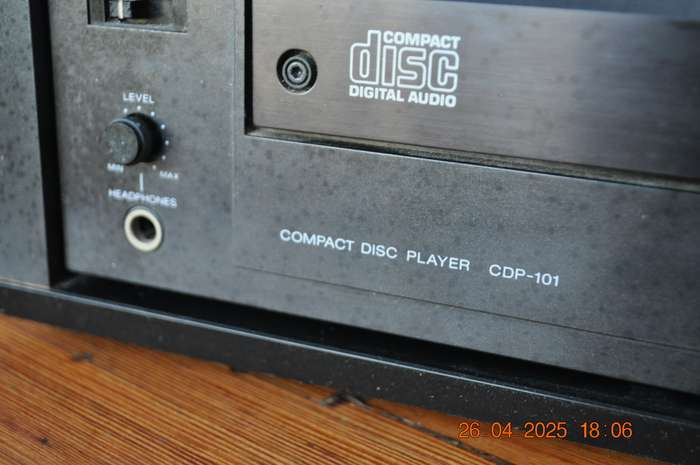 COMPACT
disc
DIGITAL AUDIO
LEVEL
MIN
MAX
HEADPHONES
COMPACT DISC PLAYER CDP-101
26 04 2025 18:06